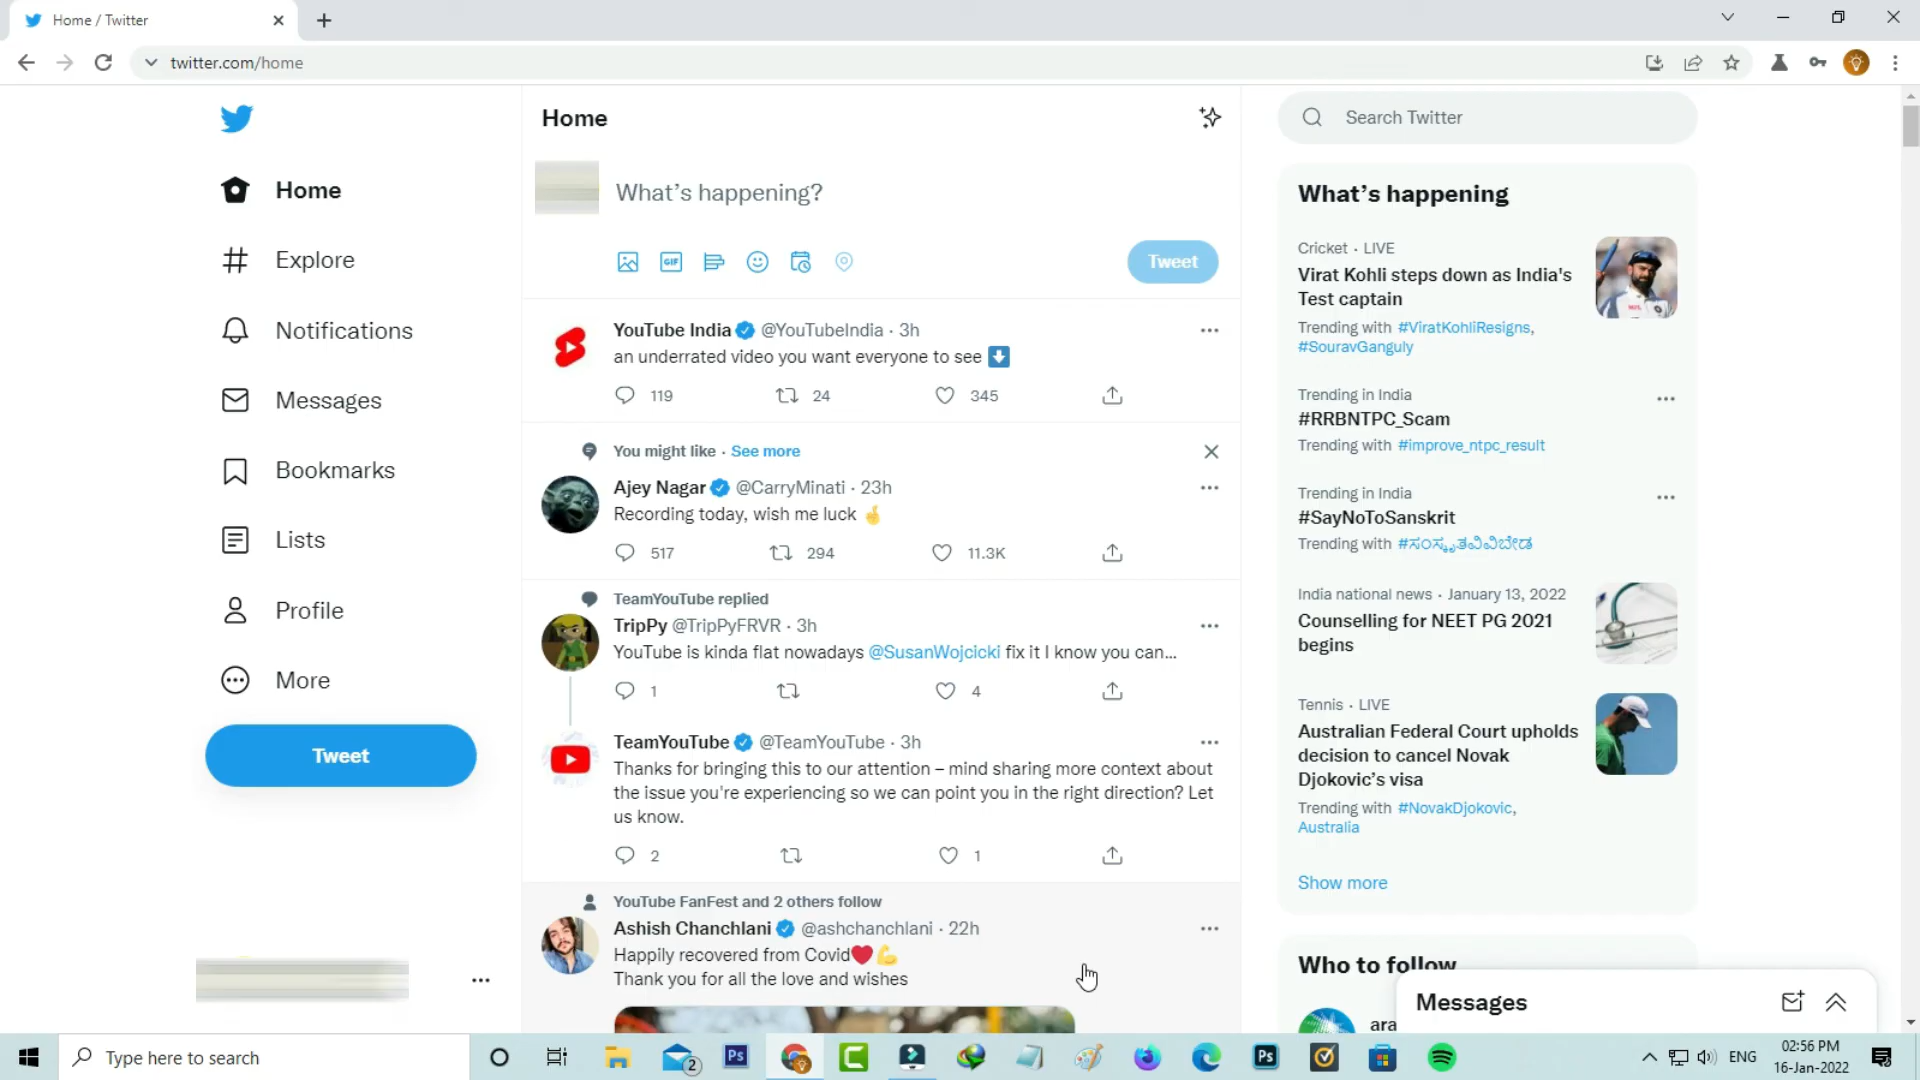 Home / Twitter
twitter.com/home
Home
Explore
Notifications
Messages
Bookmarks
Lists
Profile
More
Tweet
Home
What's happening?
GIF
Tweet
YouTube India @YouTubeIndia · 3h
an underrated video you want everyone to see
119 24 345
You might like · See more
Ajey Nagar @CarryMinati · 23h
Recording today, wish me luck
517 294 11.3K
TeamYouTube replied
TripPy @TripPyFRVR · 3h
YouTube is kinda flat nowadays @SusanWojcicki fix it I know you can...
1 4
TeamYouTube @TeamYouTube · 3h
Thanks for bringing this to our attention – mind sharing more context about
the issue you're experiencing so we can point you in the right direction? Let
us know.
2 1
YouTube FanFest and 2 others follow
Ashish Chanchlani @ashchanchlani · 22h
Happily recovered from Covid
Thank you for all the love and wishes
Search Twitter
What's happening
Cricket · LIVE
Virat Kohli steps down as India's
Test captain
Trending with #ViratKohliResigns,
#SouravGanguly
Trending in India
#RRBNTPC_Scam
Trending with #improve_ntpc_result
Trending in India
#SayNoToSanskrit
Trending with #ಸಂಸ್ಕೃತವಿವಿಬೇಡ
India national news · January 13, 2022
Counselling for NEET PG 2021
begins
Tennis · LIVE
Australian Federal Court upholds
decision to cancel Novak
Djokovic's visa
Trending with #NovakDjokovic,
Australia
Show more
Who to follow
ara
Messages
Type here to search
2
Ps
Ps
ENG
02:56 PM
16-Jan-2022